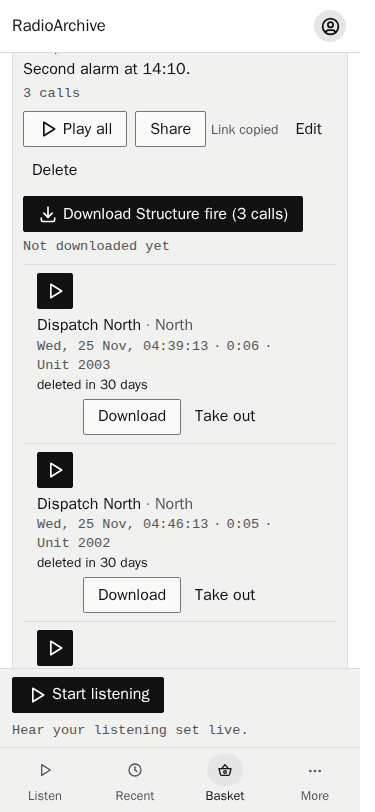 RadioArchive
Second alarm at 14:10.
3 calls
Play all
Share
Link copied
Edit
Delete
Download Structure fire (3 calls)
Not downloaded yet
Dispatch North · North
Wed, 25 Nov, 04:39:13 · 0:06 ·
Unit 2003
deleted in 30 days
Download
Take out
Dispatch North · North
Wed, 25 Nov, 04:46:13 · 0:05 ·
Unit 2002
deleted in 30 days
Download
Take out
Start listening
Hear your listening set live.
Listen
Recent
Basket
More